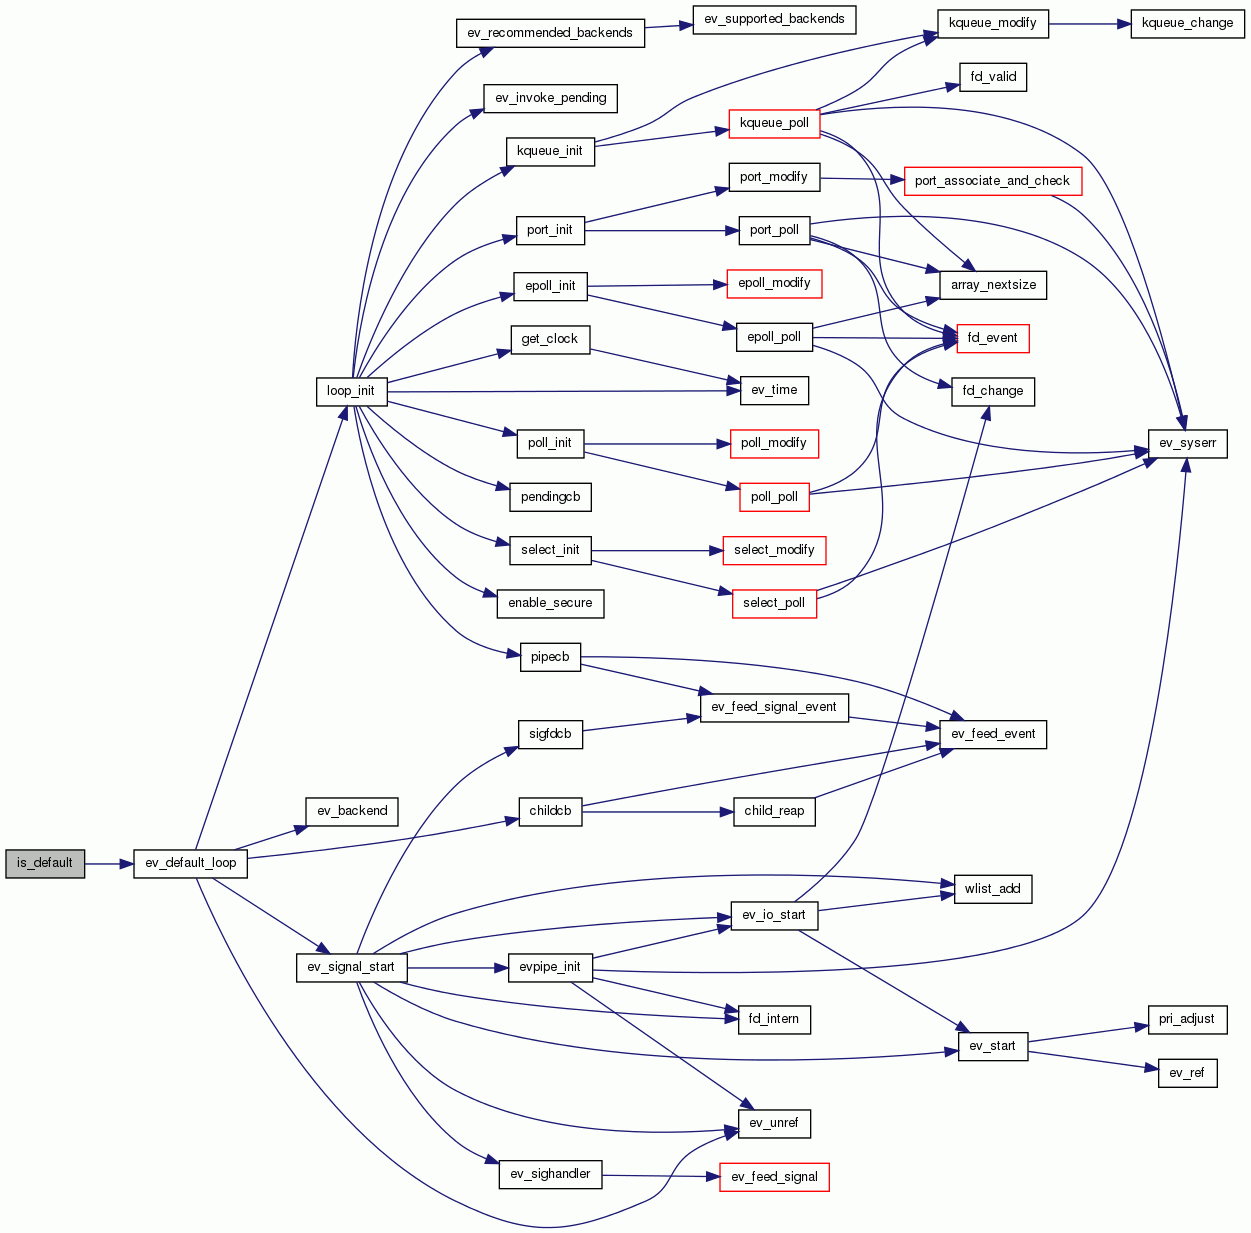 ev_recommended_backends
ev_supported_backends
kqueue_modify
kqueue_change
ev_invoke_pending
fd_valid
kqueue_init
kqueue_poll
port_modify
port_associate_and_check
port_init
port_poll
epoll_init
epoll_modify
array_nextsize
get_clock
epoll_poll
fd_event
loop_init
ev_time
fd_change
poll_init
poll_modify
ev_syserr
pendingcb
poll_poll
select_init
select_modify
enable_secure
select_poll
pipecb
ev_feed_signal_event
sigfdcb
ev_feed_event
ev_backend
childcb
child_reap
is_default
ev_default_loop
wlist_add
ev_io_start
ev_signal_start
evpipe_init
fd_intern
pri_adjust
ev_start
ev_ref
ev_unref
ev_sighandler
ev_feed_signal